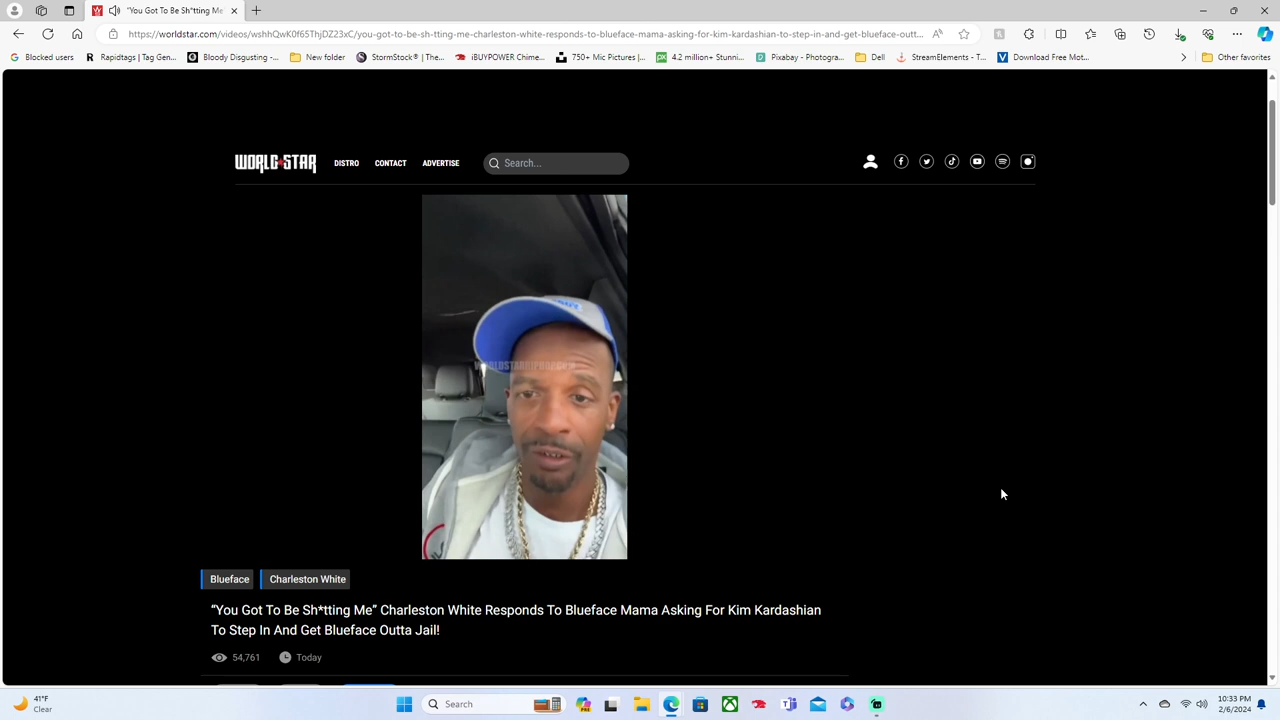 "You Got To Be Sh*tting Me"
https://worldstar.com/videos/wshhQwK0f65ThjDZ23xC/you-got-to-be-sh-tting-me-charleston-white-responds-to-blueface-mama-asking-for-kim-kardashian-to-step-in-and-get-blueface-outt...
Blocked users
Rapidtags | Tag Gen...
Bloody Disgusting -...
New folder
StormStock® | The...
iBUYPOWER Chime...
750+ Mic Pictures |...
4.2 million+ Stunni...
Pixabay - Photogra...
Dell
StreamElements - T...
Download Free Mot...
Other favorites
WORLD STAR
DISTRO
CONTACT
ADVERTISE
Search...
WORLDSTARHIPHOP.COM
Blueface
Charleston White
“You Got To Be Sh*tting Me” Charleston White Responds To Blueface Mama Asking For Kim Kardashian
To Step In And Get Blueface Outta Jail!
54,761
Today
41°F
Clear
Search
10:33 PM
2/6/2024